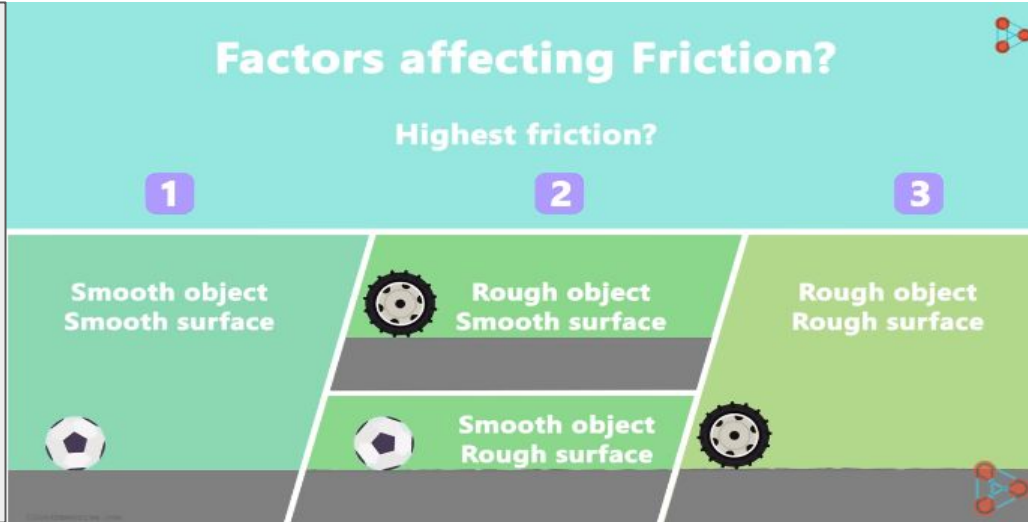 Factors affecting Friction?
Highest friction?
1
2
3
Smooth object
Smooth surface
Rough object
Smooth surface
Smooth object
Rough surface
Rough object
Rough surface